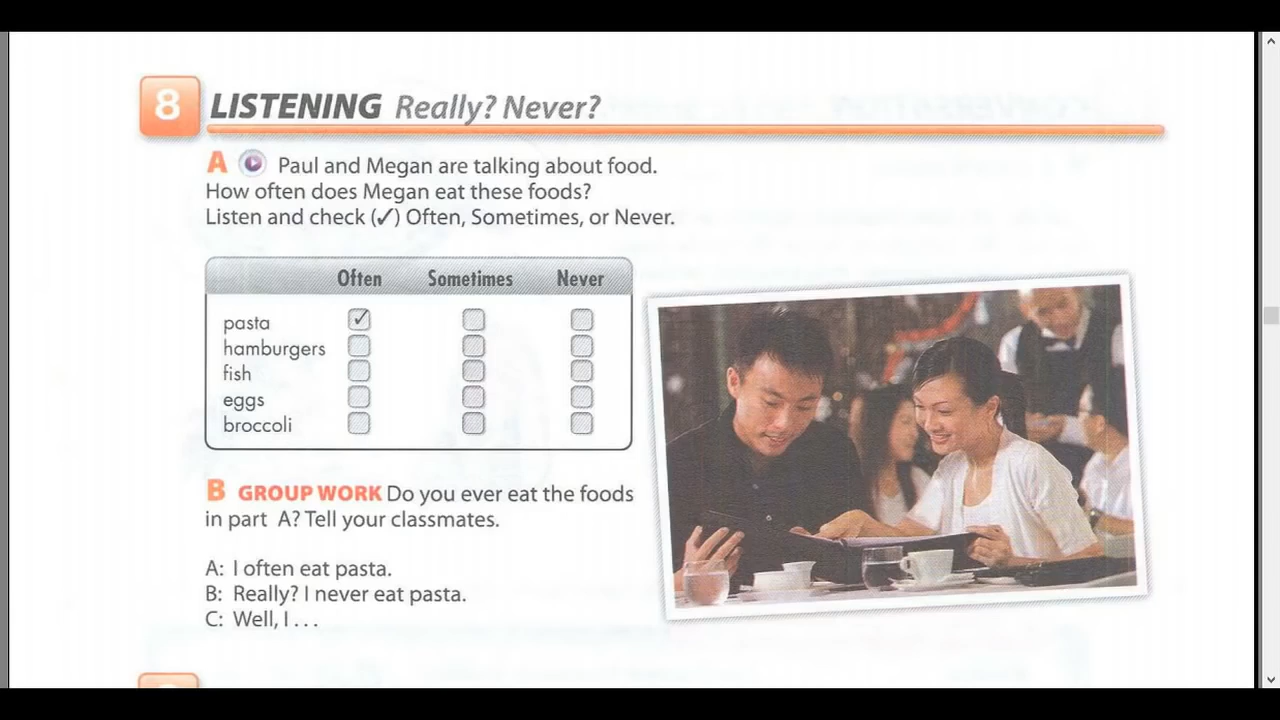 8 LISTENING Really? Never?
A Paul and Megan are talking about food.
How often does Megan eat these foods?
Listen and check (✓) Often, Sometimes, or Never.
Often Sometimes Never
pasta ✓
hamburgers
fish
eggs
broccoli
B GROUP WORK Do you ever eat the foods
in part A? Tell your classmates.
A: I often eat pasta.
B: Really? I never eat pasta.
C: Well, I . . .